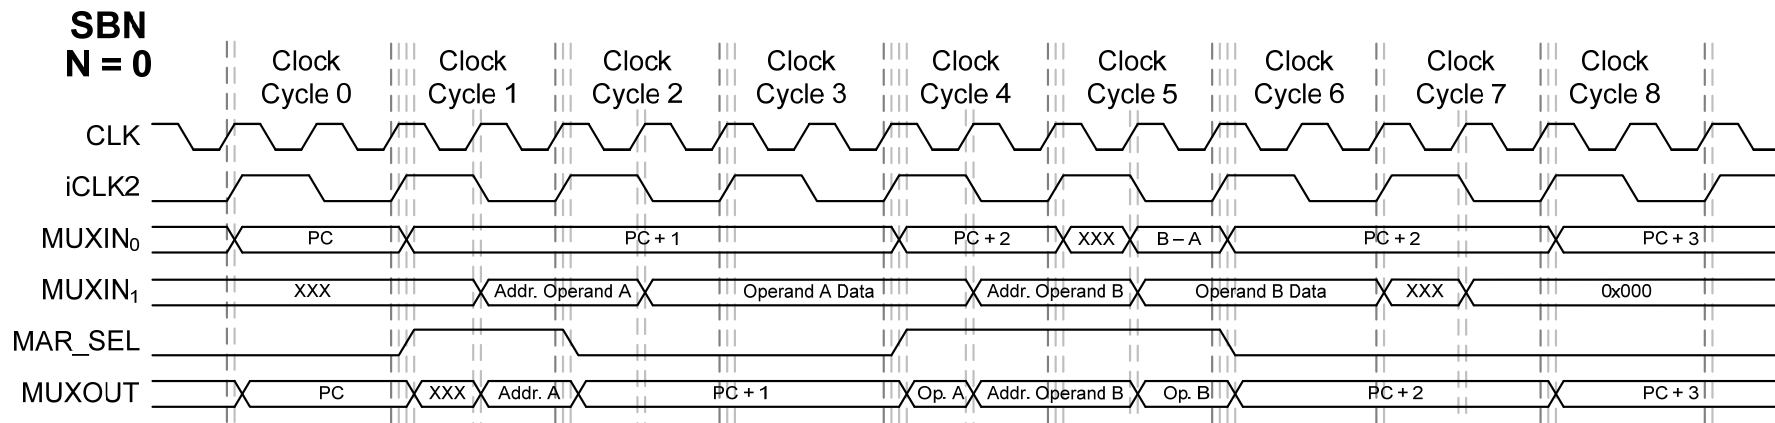 SBN
N = 0
Clock Cycle 0
Clock Cycle 1
Clock Cycle 2
Clock Cycle 3
Clock Cycle 4
Clock Cycle 5
Clock Cycle 6
Clock Cycle 7
Clock Cycle 8
CLK
iCLK2
MUXIN₀ PC PC + 1 PC + 2 XXX B – A PC + 2 PC + 3
MUXIN₁ XXX Addr. Operand A Operand A Data Addr. Operand B Operand B Data XXX 0x000
MAR_SEL
MUXOUT PC XXX Addr. A PC + 1 Op. A Addr. Operand B Op. B PC + 2 PC + 3